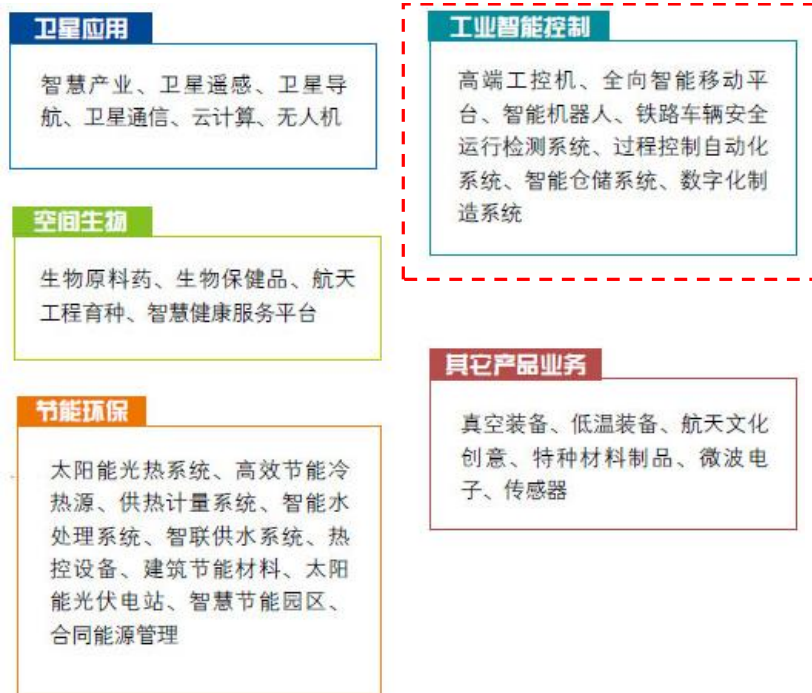 卫星应用
智慧产业、卫星遥感、卫星导
航、卫星通信、云计算、无人机
空间生物
生物原料药、生物保健品、航天
工程育种、智慧健康服务平台
节能环保
太阳能光热系统、高效节能冷
热源、供热计量系统、智能水
处理系统、智联供水系统、热
控设备、建筑节能材料、太阳
能光伏电站、智慧节能园区、
合同能源管理
工业智能控制
高端工控机、全向智能移动平
台、智能机器人、铁路车辆安全
运行检测系统、过程控制自动化
系统、智能仓储系统、数字化制
造系统
其它产品业务
真空装备、低温装备、航天文化
创意、特种材料制品、微波电
子、传感器